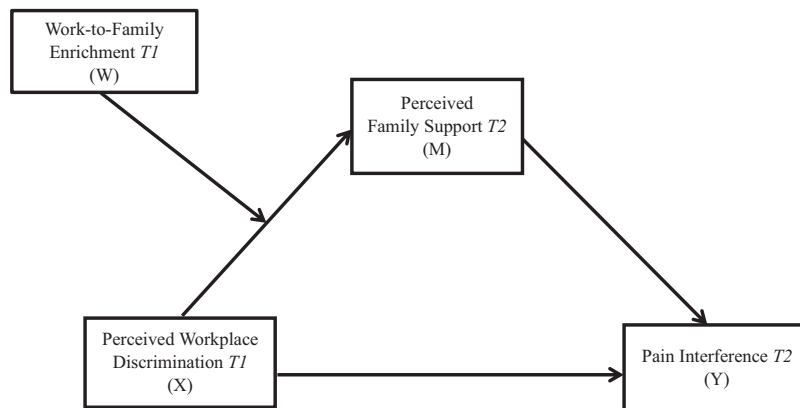 Work-to-Family
Enrichment T1
(W)
Perceived
Family Support T2
(M)
Perceived Workplace
Discrimination T1
(X)
Pain Interference T2
(Y)